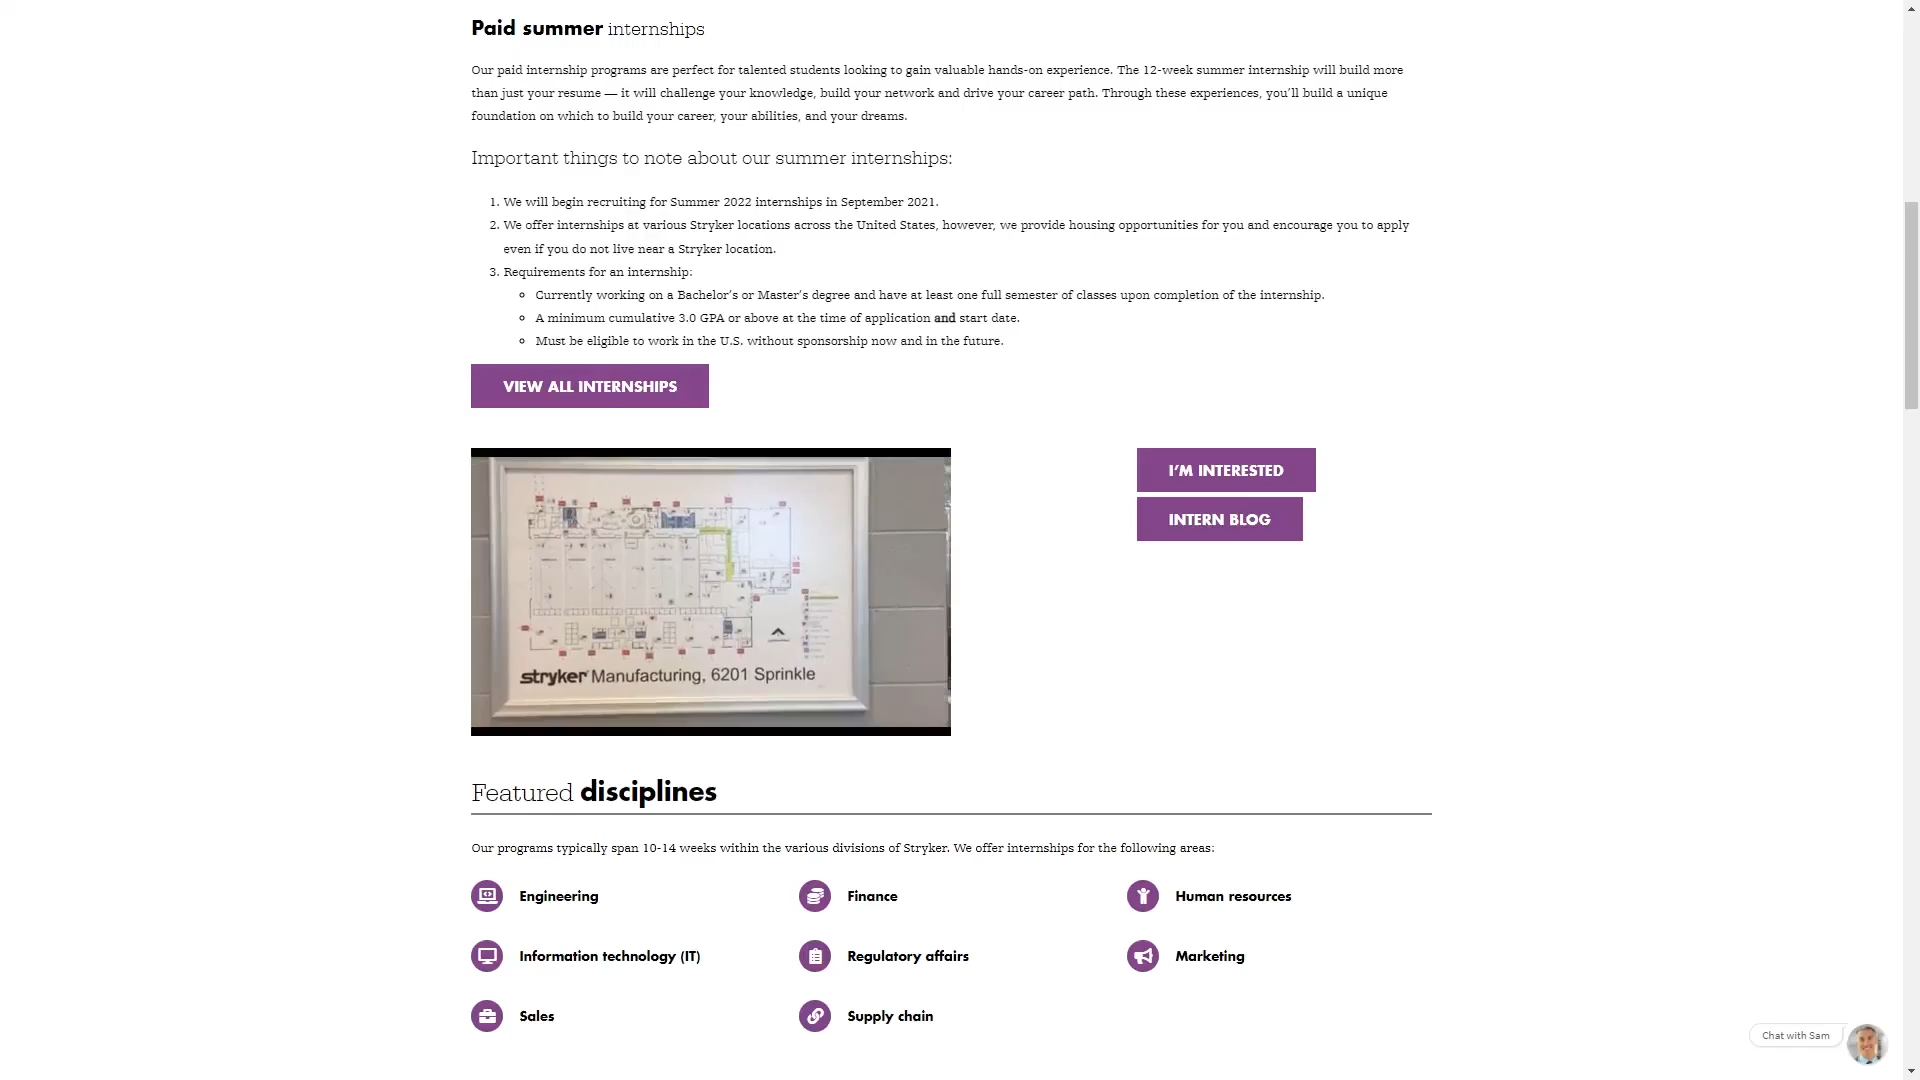 Paid summer internships
Our paid internship programs are perfect for talented students looking to gain valuable hands-on experience. The 12-week summer internship will build more
than just your resume — it will challenge your knowledge, build your network and drive your career path. Through these experiences, you’ll build a unique
foundation on which to build your career, your abilities, and your dreams.
Important things to note about our summer internships:
1. We will begin recruiting for Summer 2022 internships in September 2021.
2. We offer internships at various Stryker locations across the United States, however, we provide housing opportunities for you and encourage you to apply
even if you do not live near a Stryker location.
3. Requirements for an internship:
Currently working on a Bachelor’s or Master’s degree and have at least one full semester of classes upon completion of the internship.
A minimum cumulative 3.0 GPA or above at the time of application and start date.
Must be eligible to work in the U.S. without sponsorship now and in the future.
VIEW ALL INTERNSHIPS
I’M INTERESTED
INTERN BLOG
stryker Manufacturing, 6201 Sprinkle
Featured disciplines
Our programs typically span 10-14 weeks within the various divisions of Stryker. We offer internships for the following areas:
Engineering
Finance
Human resources
Information technology (IT)
Regulatory affairs
Marketing
Sales
Supply chain
Chat with Sam